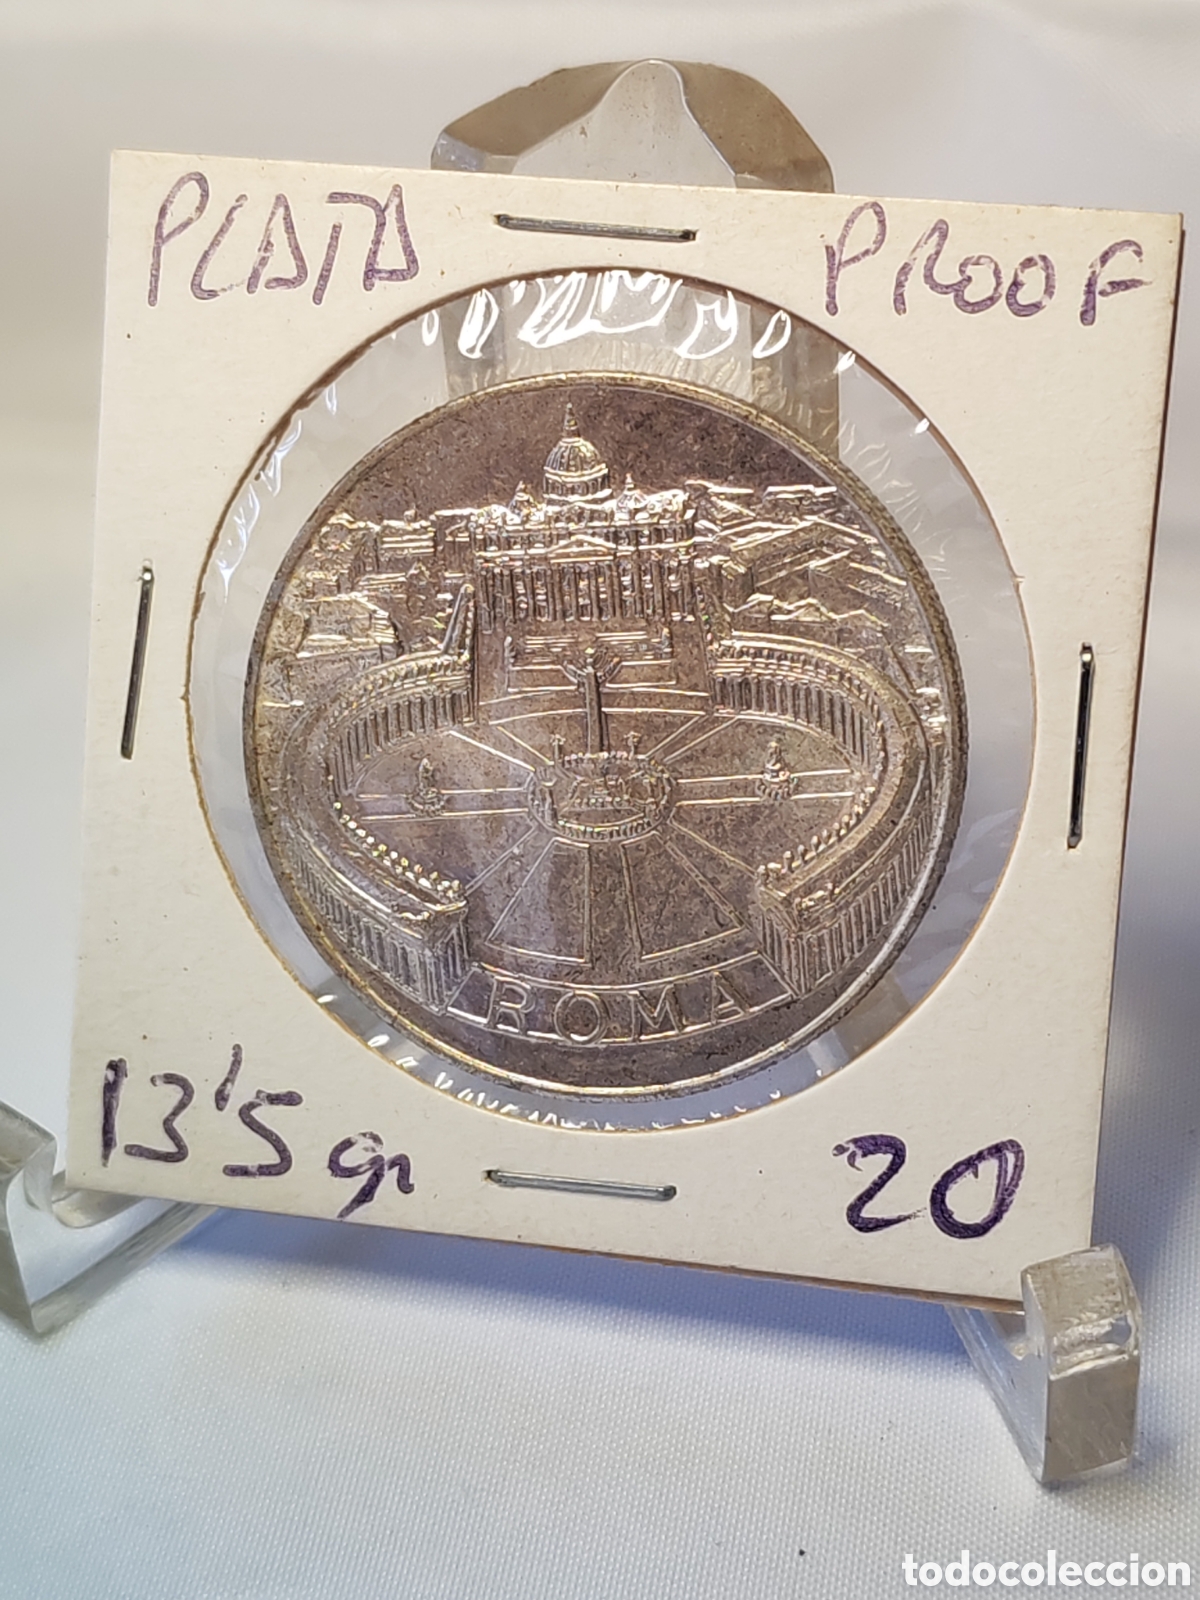 PLATA PROOF
ROMA
13'5 gr 20
todocoleccion